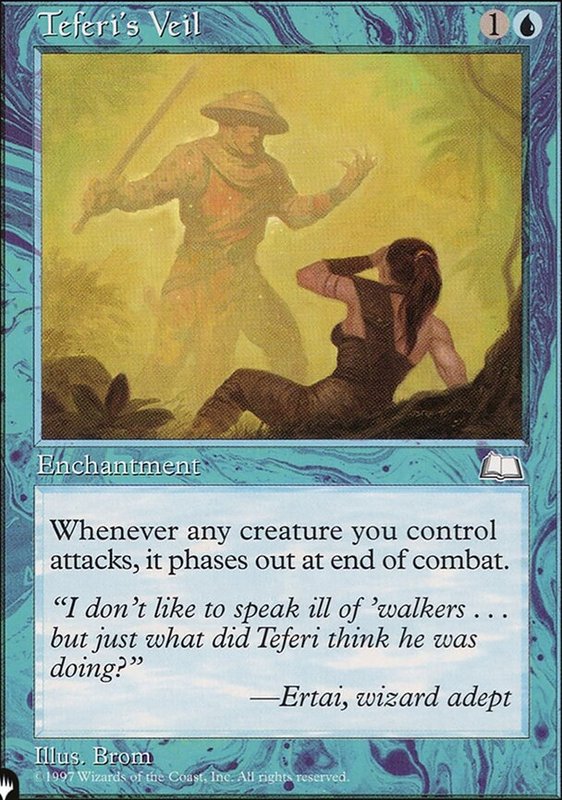 Teferi's Veil 1
Enchantment
Whenever any creature you control
attacks, it phases out at end of combat.
“I don't like to speak ill of 'walkers . . .
but just what did Teferi think he was
doing?”
—Ertai, wizard adept
Illus. Brom
©1997 Wizards of the Coast, Inc. All rights reserved.